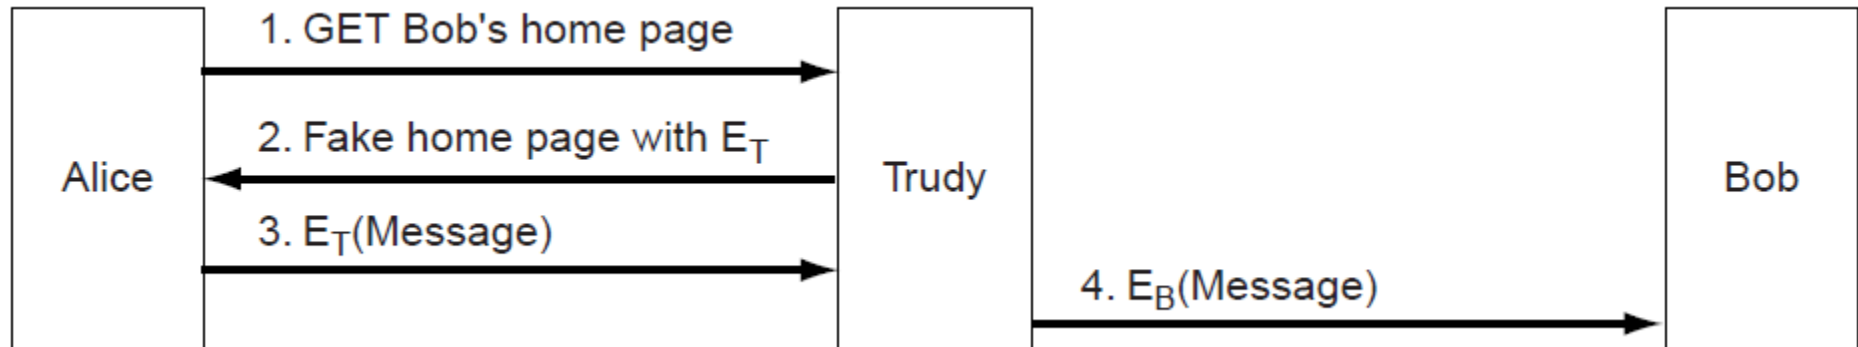 1. GET Bob's home page
2. Fake home page with E_T
Alice
Trudy
Bob
3. E_T(Message)
4. E_B(Message)